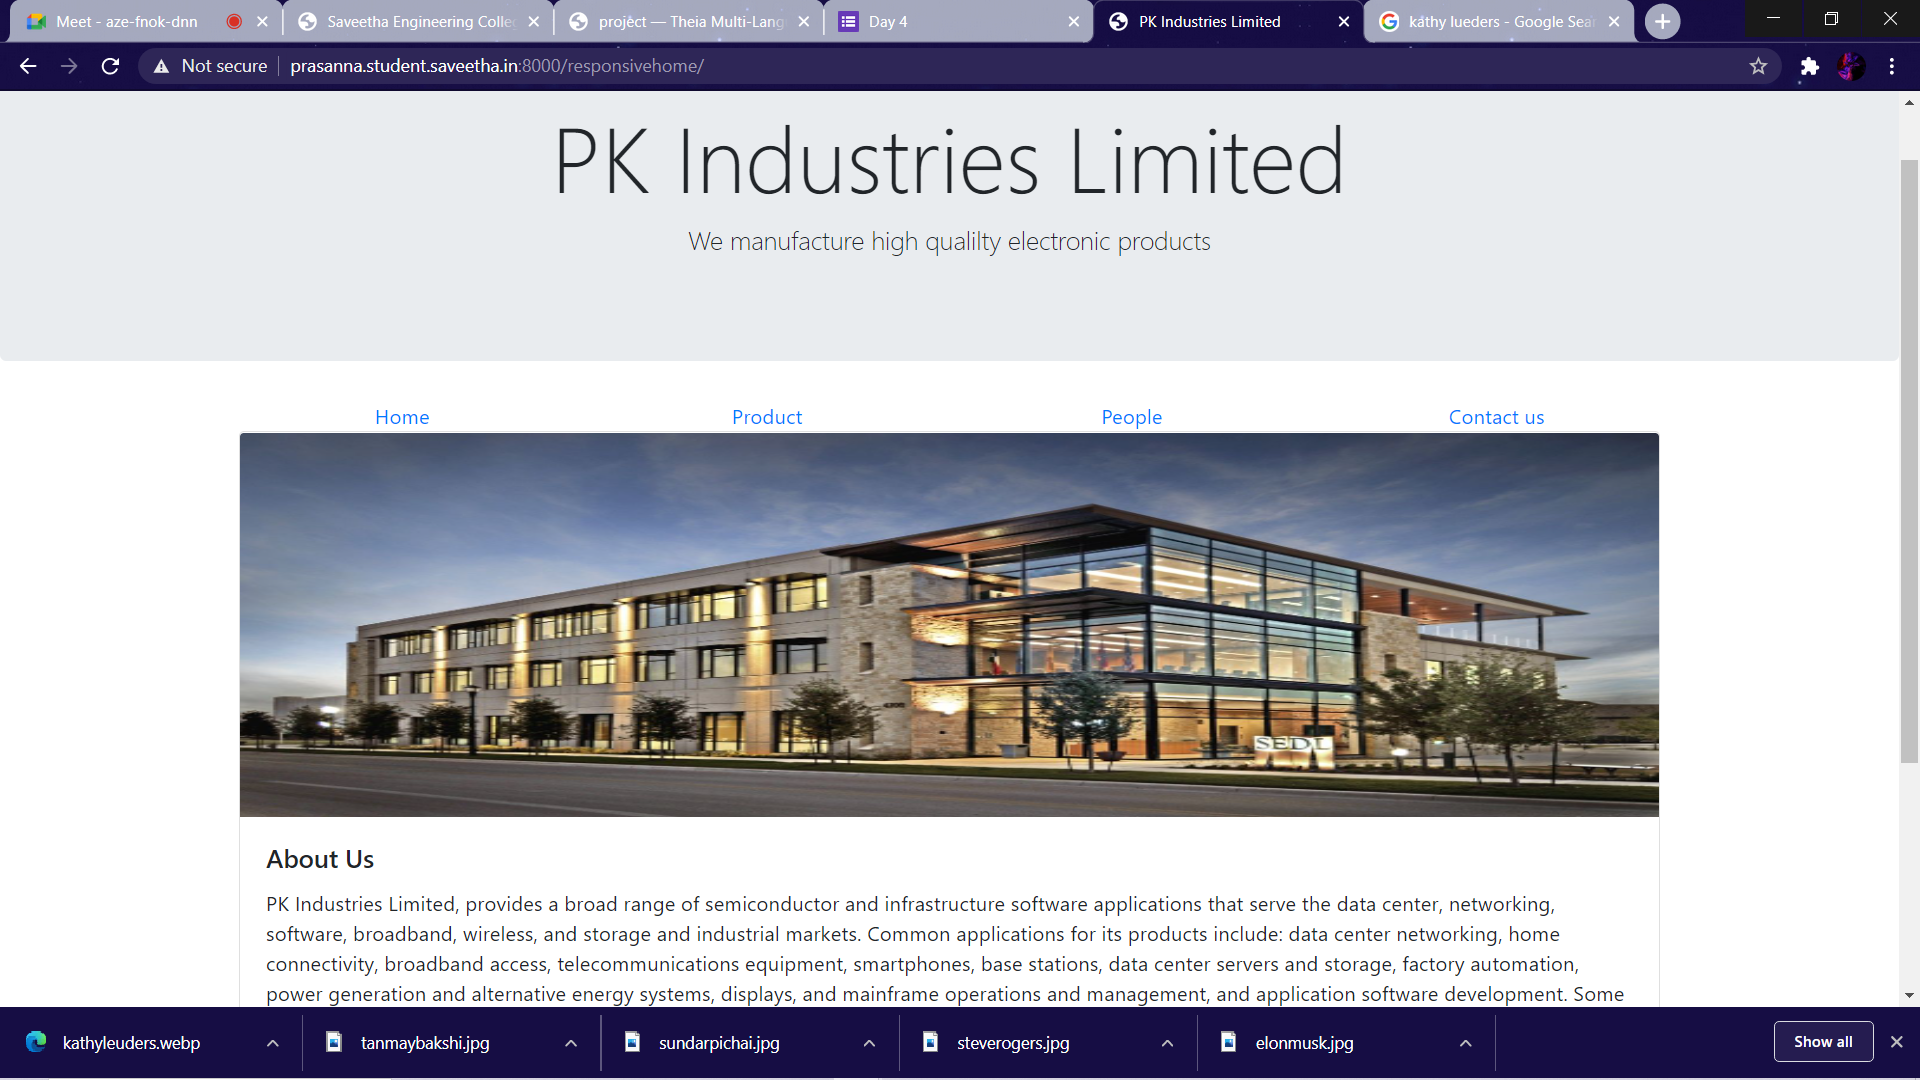 Meet - aze-fnok-dnn
Saveetha Engineering Colle
project — Theia Multi-Lang
Day 4
PK Industries Limited
kathy lueders - Google Sea
Not secure
prasanna.student.saveetha.in:8000/responsivehome/
PK Industries Limited
We manufacture high qualilty electronic products
Home
Product
People
Contact us
SEDL
About Us
PK Industries Limited, provides a broad range of semiconductor and infrastructure software applications that serve the data center, networking,
software, broadband, wireless, and storage and industrial markets. Common applications for its products include: data center networking, home
connectivity, broadband access, telecommunications equipment, smartphones, base stations, data center servers and storage, factory automation,
power generation and alternative energy systems, displays, and mainframe operations and management, and application software development. Some
kathyleuders.webp
tanmaybakshi.jpg
sundarpichai.jpg
steverogers.jpg
elonmusk.jpg
Show all